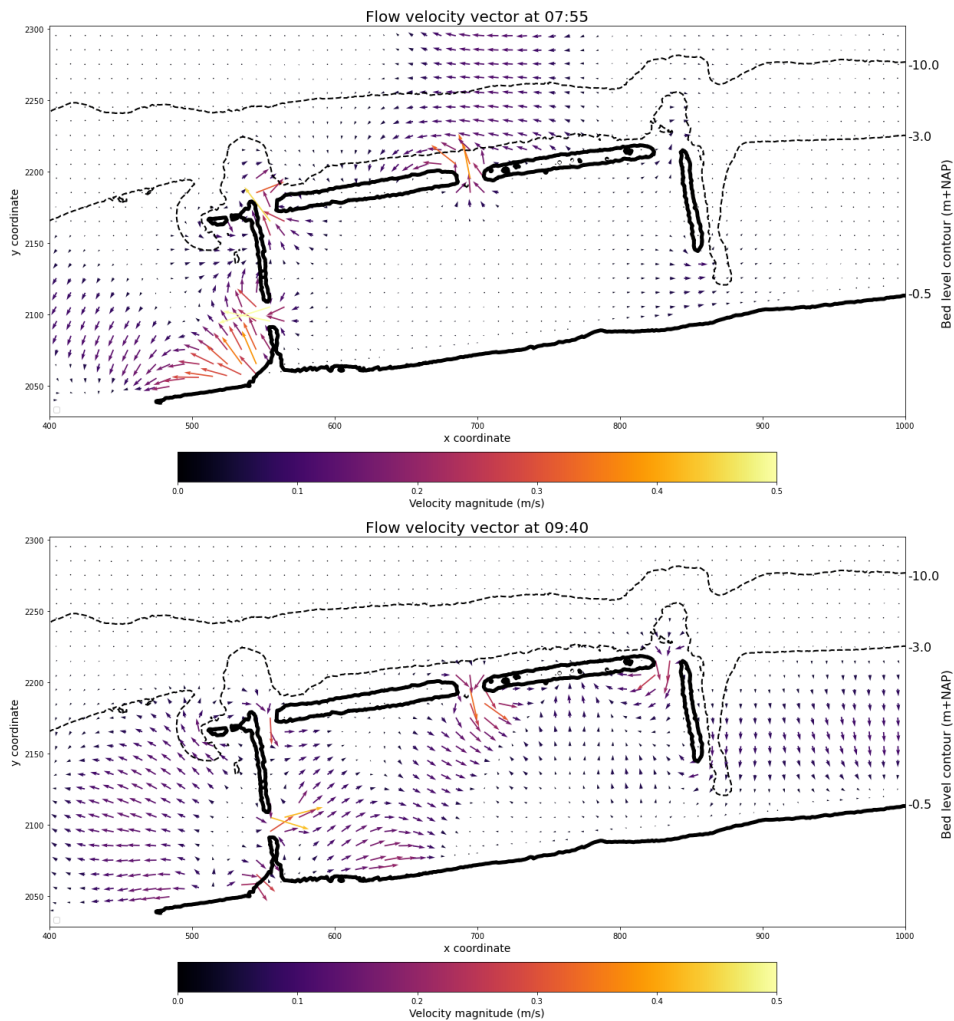 Flow velocity vector at 07:55
2300
2250
2200
2150
2100
2050
y coordinate
-10.0
-3.0
-0.5
Bed level contour (m+NAP)
400 500 600 700 800 900 1000
x coordinate
0.0 0.1 0.2 0.3 0.4 0.5
Velocity magnitude (m/s)
Flow velocity vector at 09:40
2300
2250
2200
2150
2100
2050
y coordinate
-10.0
-3.0
-0.5
Bed level contour (m+NAP)
400 500 600 700 800 900 1000
x coordinate
0.0 0.1 0.2 0.3 0.4 0.5
Velocity magnitude (m/s)